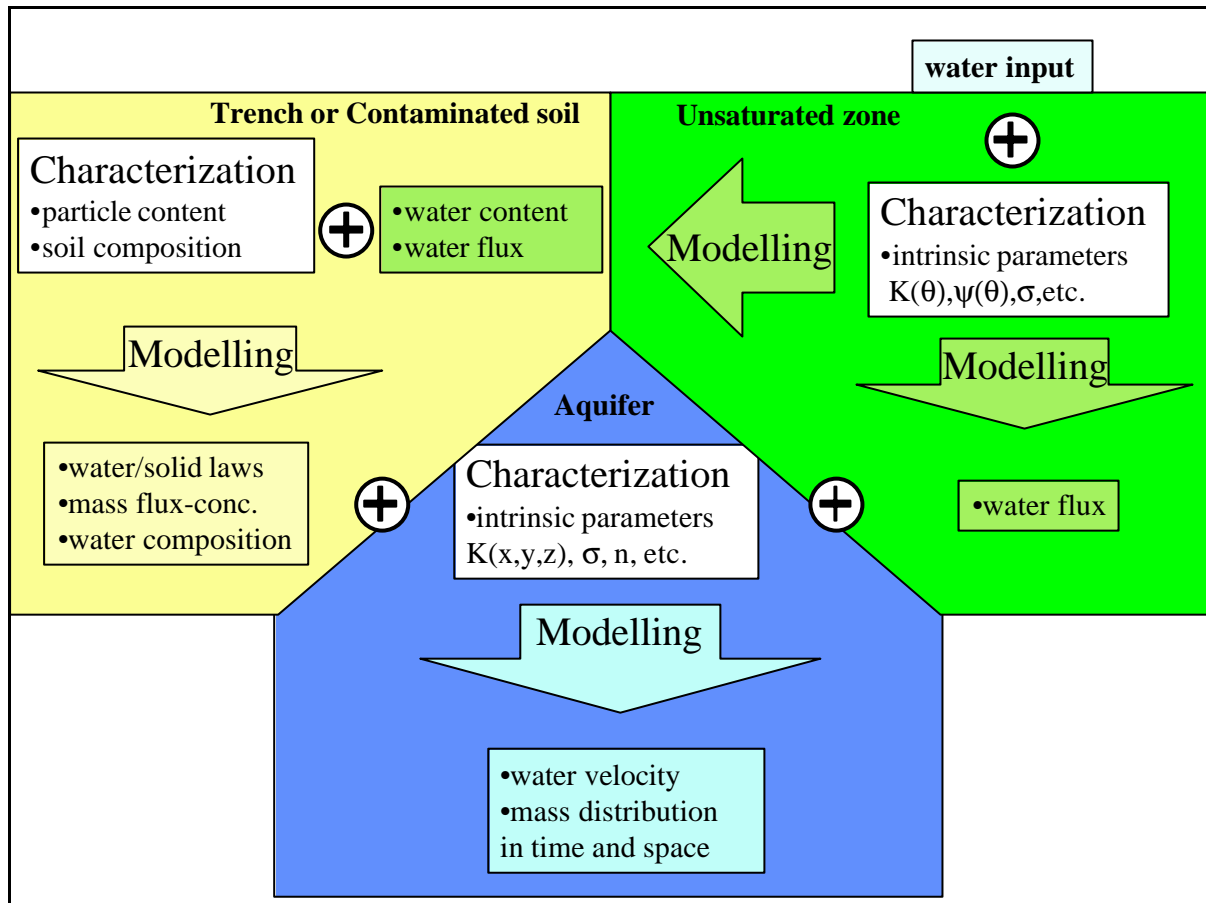 water input
Trench or Contaminated soil
Unsaturated zone
Characterization
•particle content
•soil composition
•water content
•water flux
Modelling
Characterization
•intrinsic parameters
K(θ),ψ(θ),σ,etc.
Modelling
Modelling
Aquifer
•water/solid laws
•mass flux-conc.
•water composition
Characterization
•intrinsic parameters
K(x,y,z), σ, n, etc.
•water flux
Modelling
•water velocity
•mass distribution
in time and space